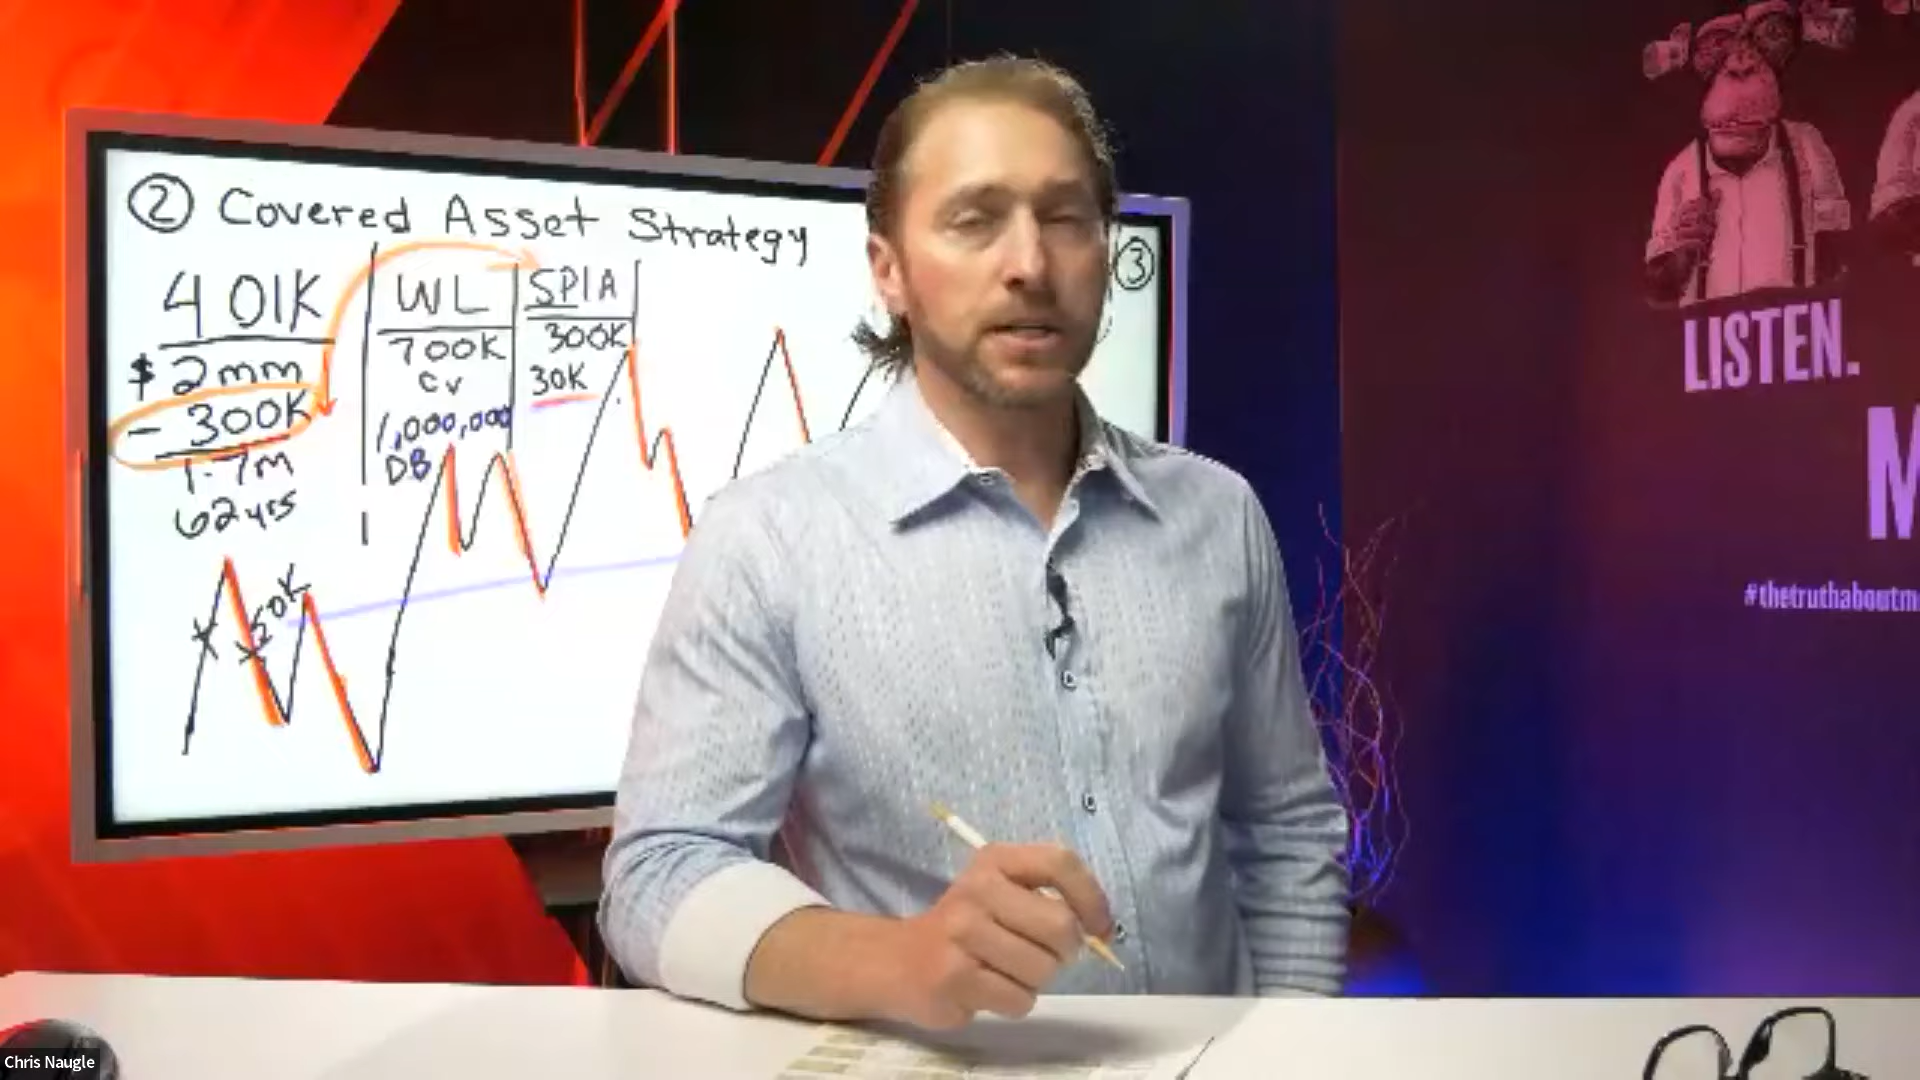 ② Covered Asset Strategy
③
401K
$2mm
- 300K
1.7m
62yrs
WL
700K
CV
1,000,000
DB
SPIA
300K
30K
50K
LISTEN.
M
#thetruthaboutm
Chris Naugle